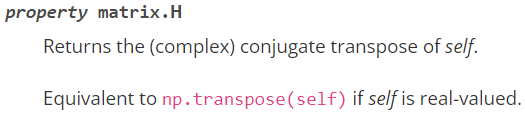 property matrix.H
Returns the (complex) conjugate transpose of self.
Equivalent to np.transpose(self) if self is real-valued.